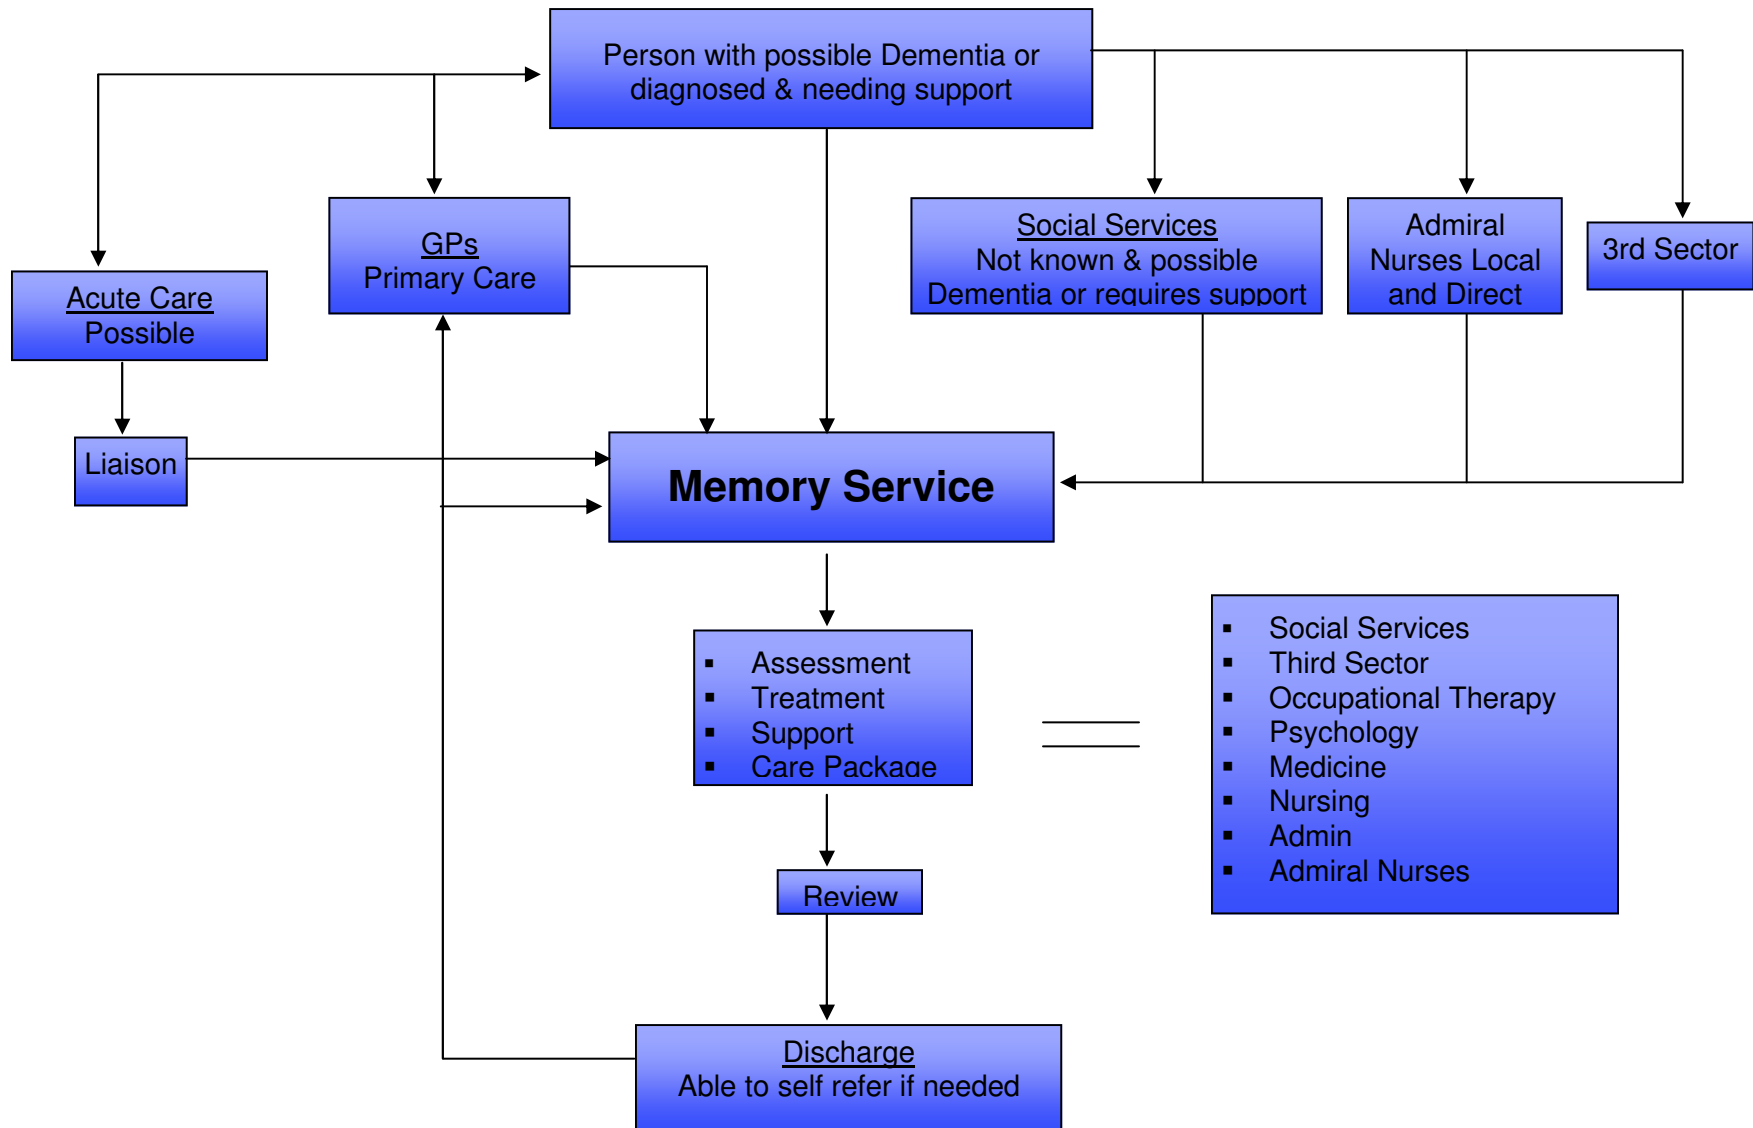 Person with possible Dementia or
diagnosed & needing support
GPs
Primary Care
Social Services
Not known & possible
Dementia or requires support
Admiral
Nurses Local
and Direct
3rd Sector
Acute Care
Possible
Liaison
Memory Service
▪ Assessment
▪ Treatment
▪ Support
▪ Care Package
▪ Social Services
▪ Third Sector
▪ Occupational Therapy
▪ Psychology
▪ Medicine
▪ Nursing
▪ Admin
▪ Admiral Nurses
Review
Discharge
Able to self refer if needed